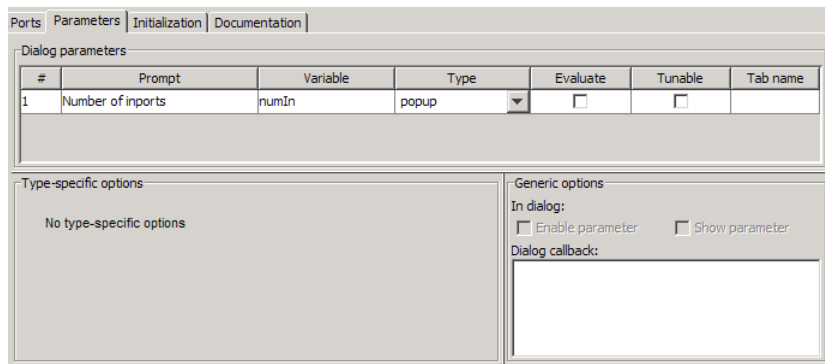 Ports Parameters Initialization Documentation
Dialog parameters
# Prompt Variable Type Evaluate Tunable Tab name
1 Number of inports numIn popup
Type-specific options
No type-specific options
Generic options
In dialog:
Enable parameter Show parameter
Dialog callback: